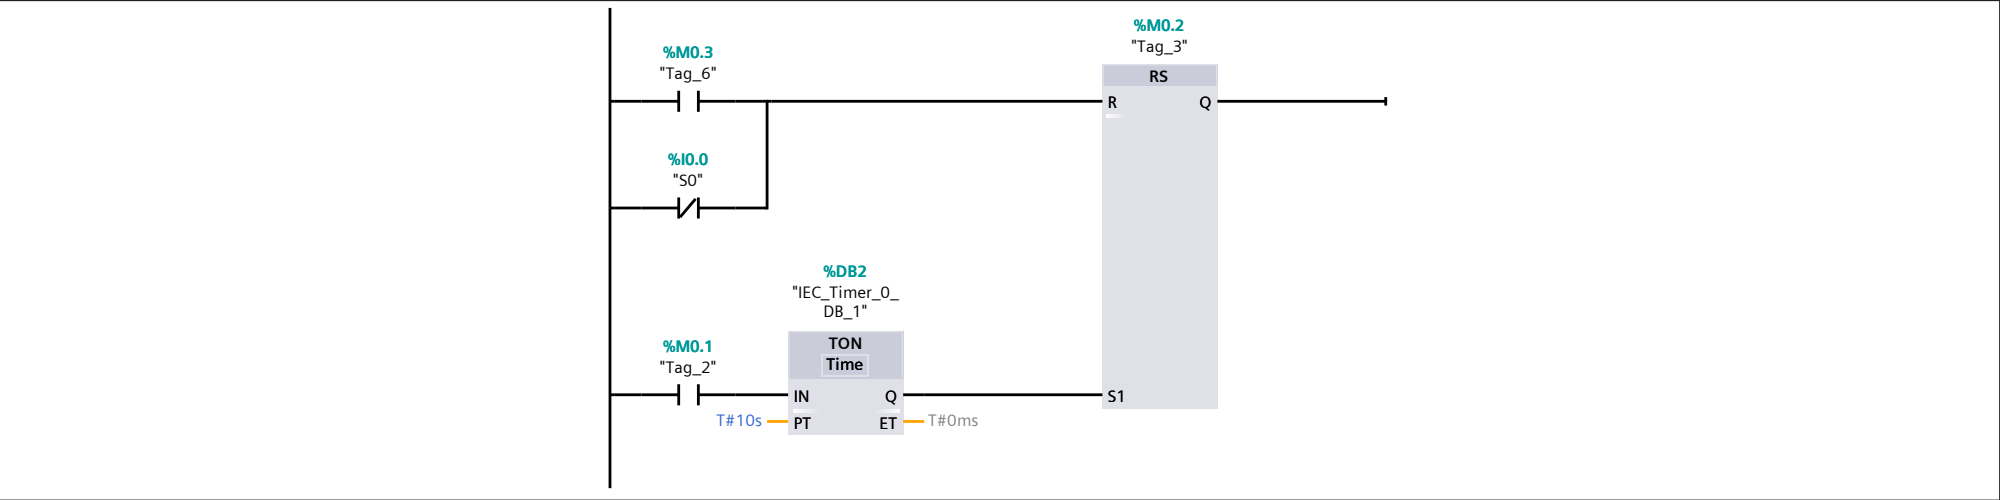 %M0.2
"Tag_3"
%M0.3
"Tag_6"
RS
R Q
%I0.0
"S0"
%DB2
"IEC_Timer_0_
DB_1"
TON
Time
%M0.1
"Tag_2"
IN Q
S1
T#10s PT ET T#0ms